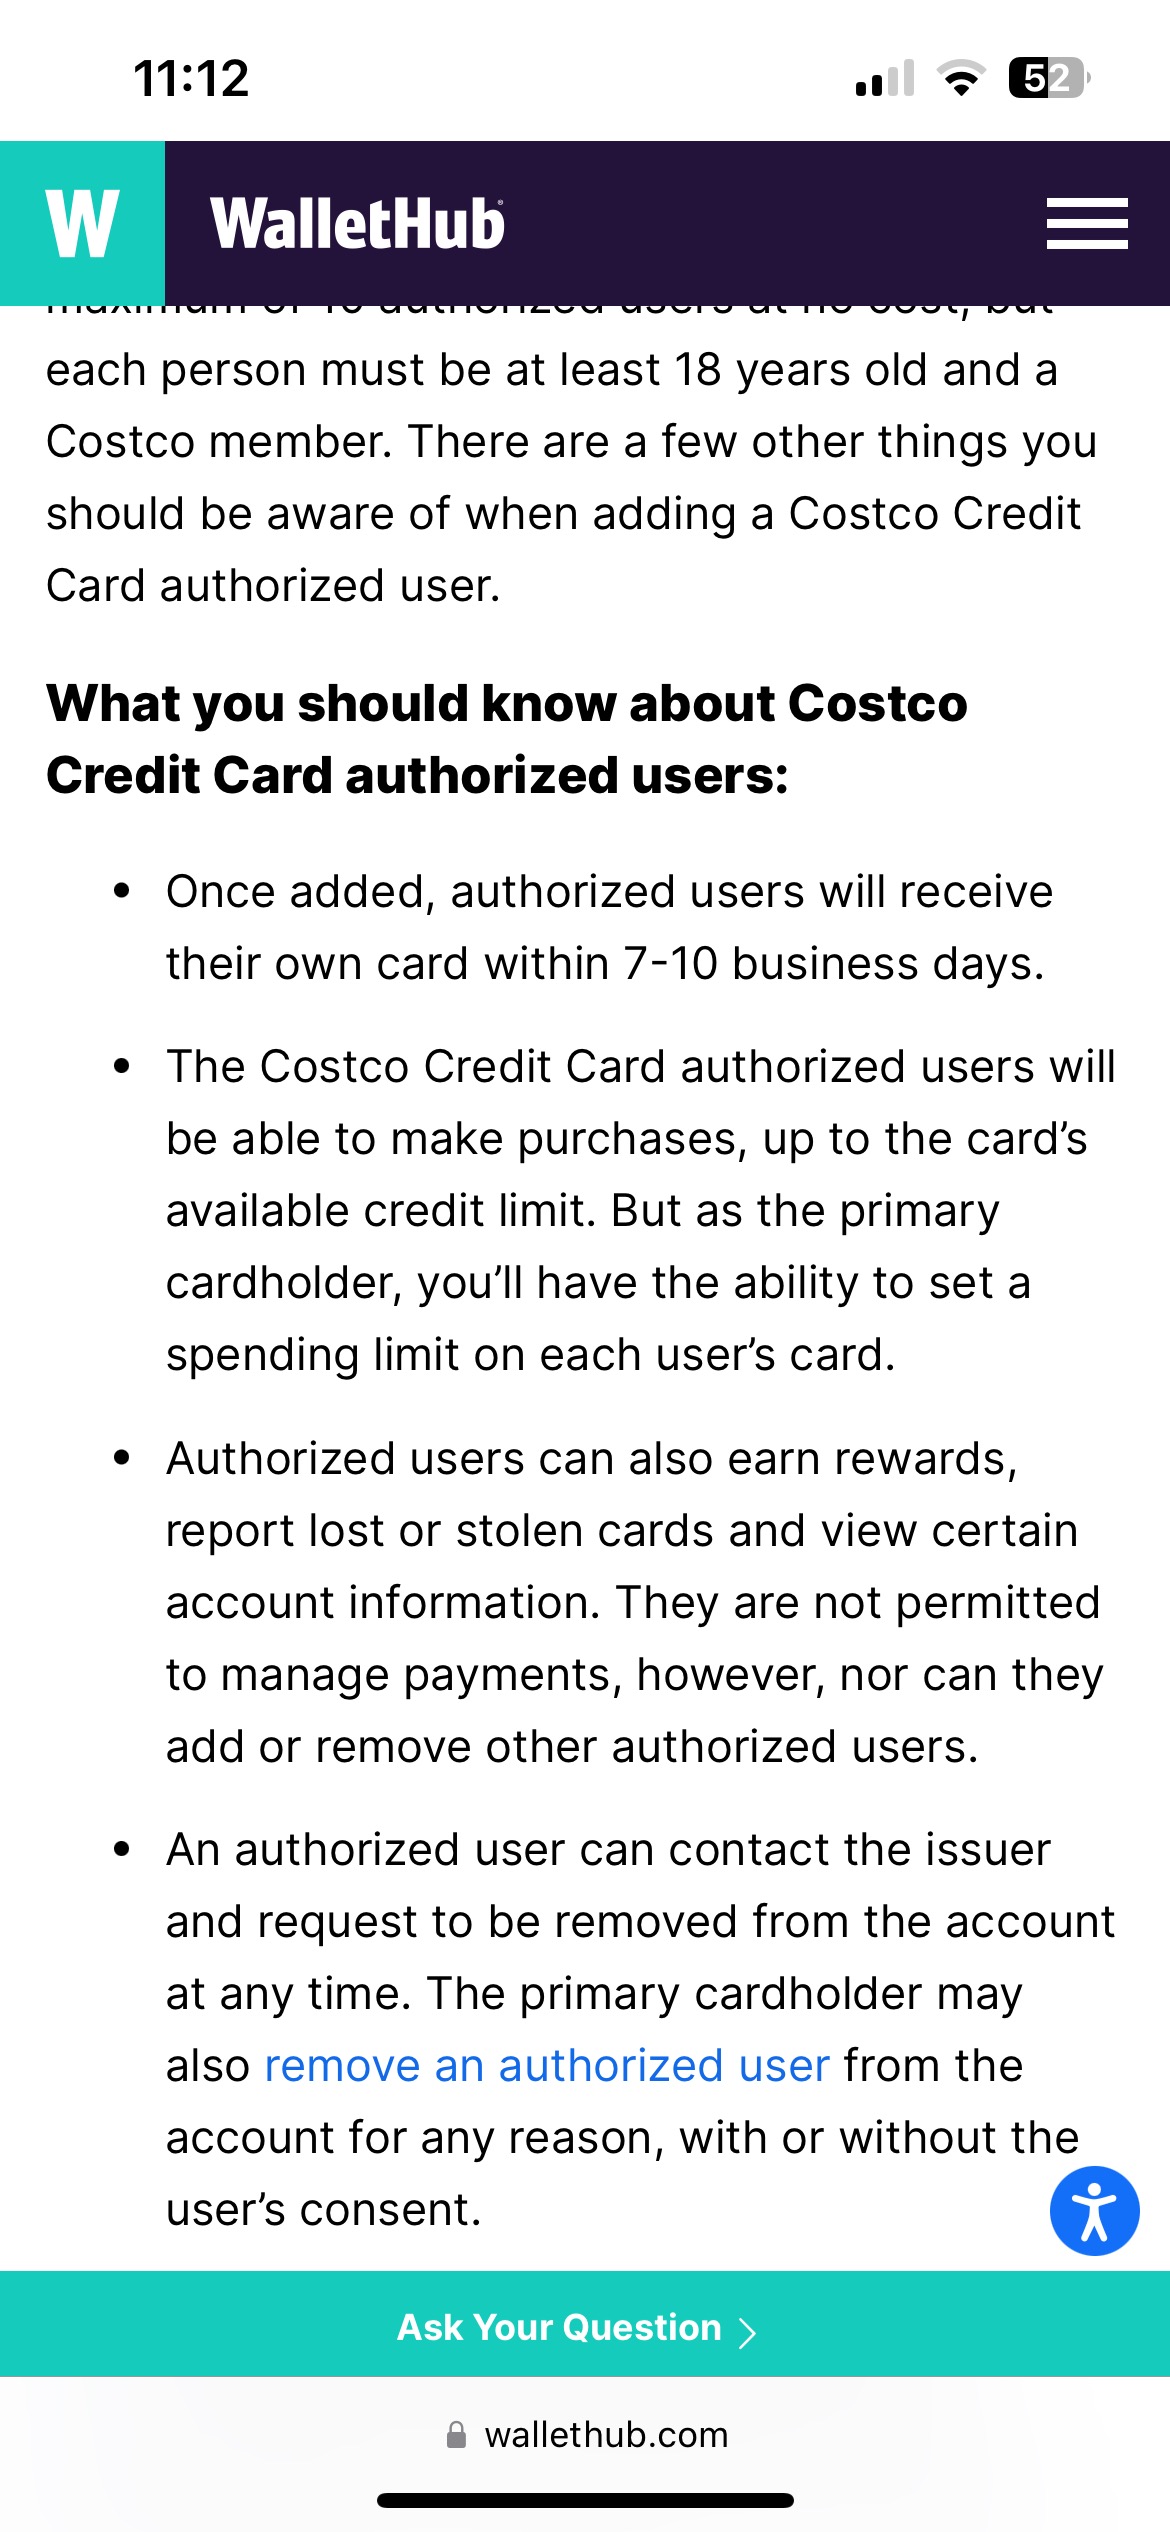 11:12
52
W WalletHub
maximum of 10 authorized users at no cost, but
each person must be at least 18 years old and a
Costco member. There are a few other things you
should be aware of when adding a Costco Credit
Card authorized user.
What you should know about Costco
Credit Card authorized users:
• Once added, authorized users will receive
their own card within 7-10 business days.
• The Costco Credit Card authorized users will
be able to make purchases, up to the card’s
available credit limit. But as the primary
cardholder, you’ll have the ability to set a
spending limit on each user’s card.
• Authorized users can also earn rewards,
report lost or stolen cards and view certain
account information. They are not permitted
to manage payments, however, nor can they
add or remove other authorized users.
• An authorized user can contact the issuer
and request to be removed from the account
at any time. The primary cardholder may
also remove an authorized user from the
account for any reason, with or without the
user’s consent.
Ask Your Question >
wallethub.com